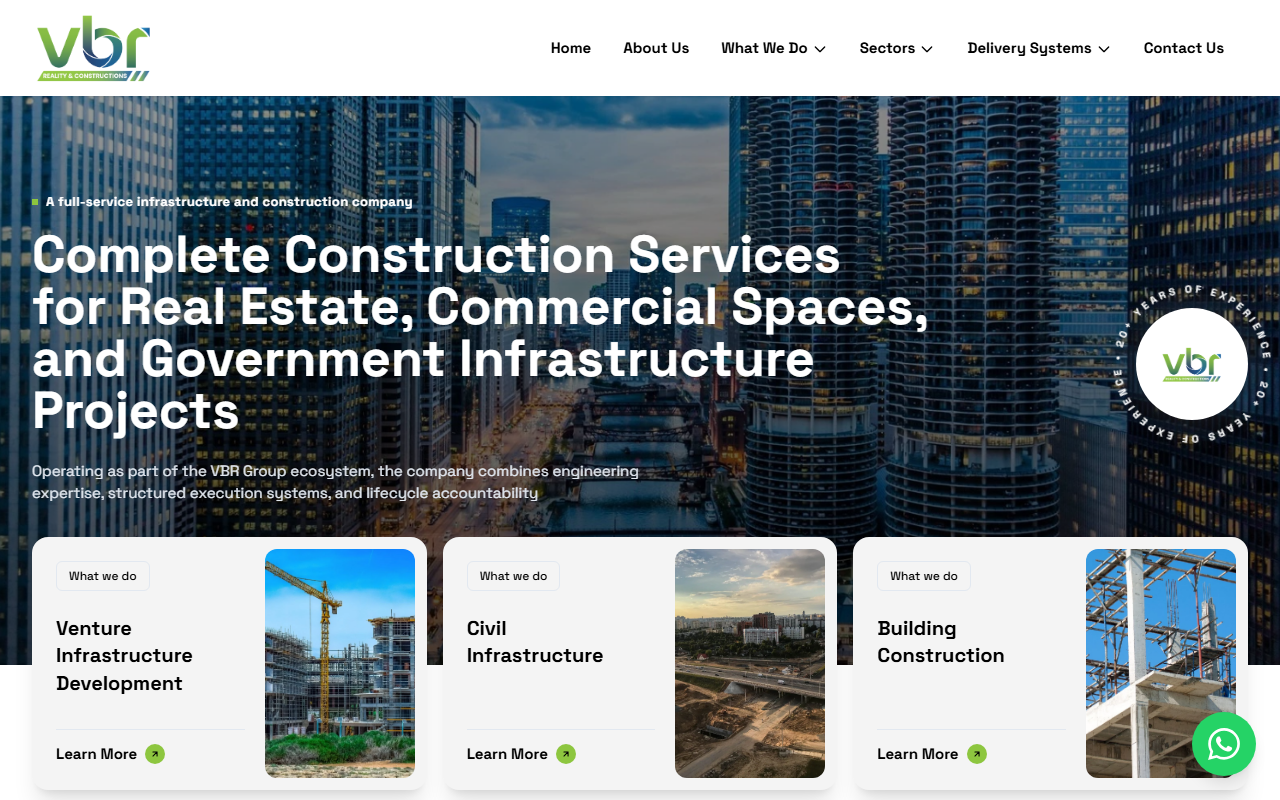 vbr
REALITY & CONSTRUCTIONS
Home
About Us
What We Do
Sectors
Delivery Systems
Contact Us
A full-service infrastructure and construction company
Complete Construction Services
for Real Estate, Commercial Spaces,
and Government Infrastructure
Projects
20+ YEARS OF EXPERIENCE • 20+ YEARS OF EXPERIENCE •
vbr
REALITY & CONSTRUCTIONS
Operating as part of the VBR Group ecosystem, the company combines engineering
expertise, structured execution systems, and lifecycle accountability
What we do
Venture
Infrastructure
Development
Learn More
What we do
Civil
Infrastructure
Learn More
What we do
Building
Construction
Learn More